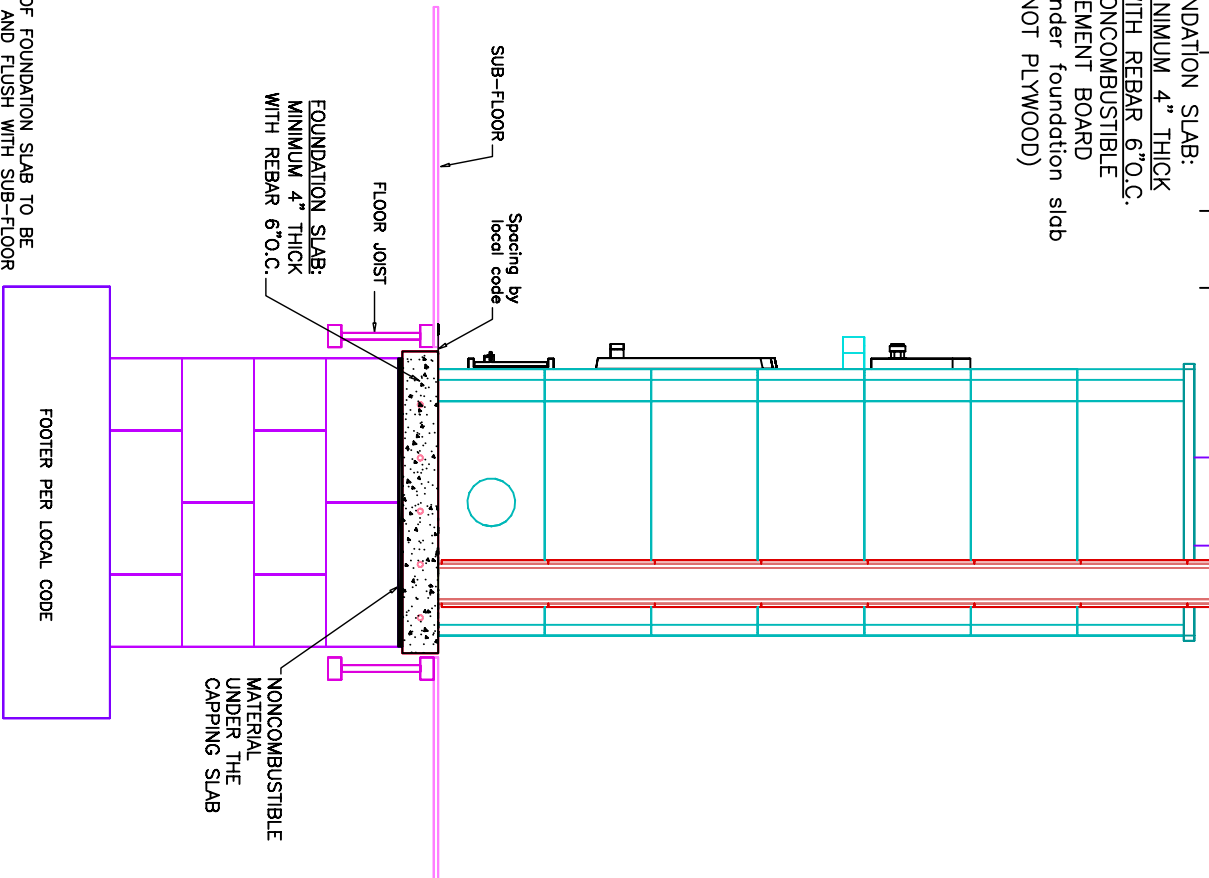 NDATION SLAB:
NIMUM 4" THICK
ITH REBAR 6"O.C.
ONCOMBUSTIBLE
EMENT BOARD
nder foundation slab
NOT PLYWOOD)
SUB-FLOOR
Spacing by
local code
FLOOR JOIST
FOUNDATION SLAB:
MINIMUM 4" THICK
WITH REBAR 6"O.C.
NONCOMBUSTIBLE
MATERIAL
UNDER THE
CAPPING SLAB
FOOTER PER LOCAL CODE
OF FOUNDATION SLAB TO BE
AND FLUSH WITH SUB-FLOOR